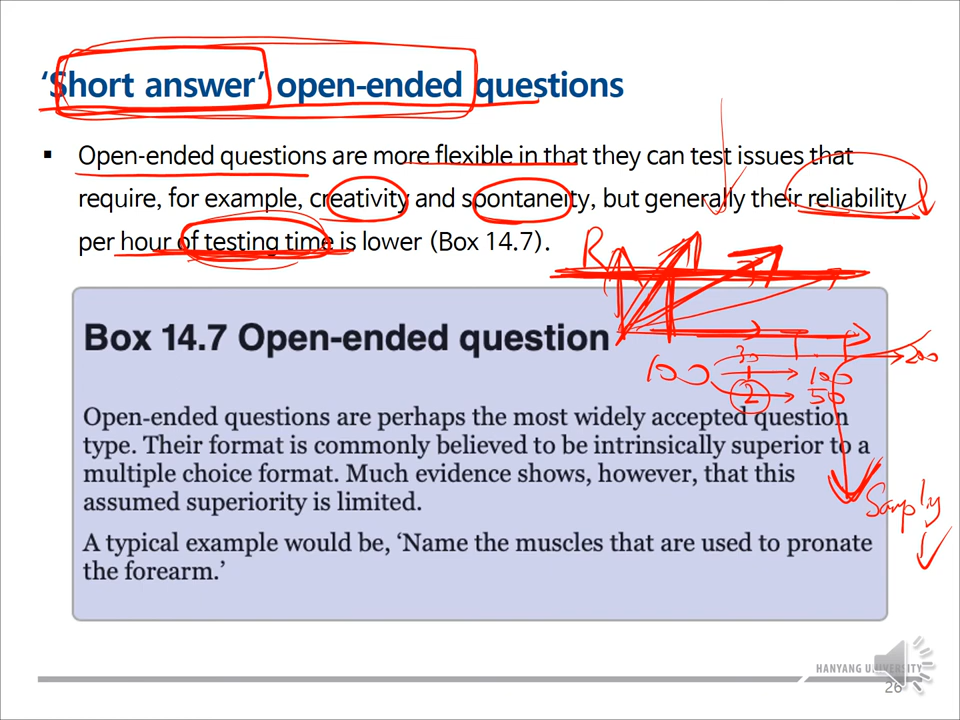 ‘Short answer’ open-ended questions
▪ Open-ended questions are more flexible in that they can test issues that
require, for example, creativity and spontaneity, but generally their reliability
per hour of testing time is lower (Box 14.7).
R
Box 14.7 Open-ended question
30
200
100
100
2
50
Open-ended questions are perhaps the most widely accepted question
type. Their format is commonly believed to be intrinsically superior to a
multiple choice format. Much evidence shows, however, that this
assumed superiority is limited.
A typical example would be, ‘Name the muscles that are used to pronate
the forearm.’
HANYANG UNIVERSITY
26